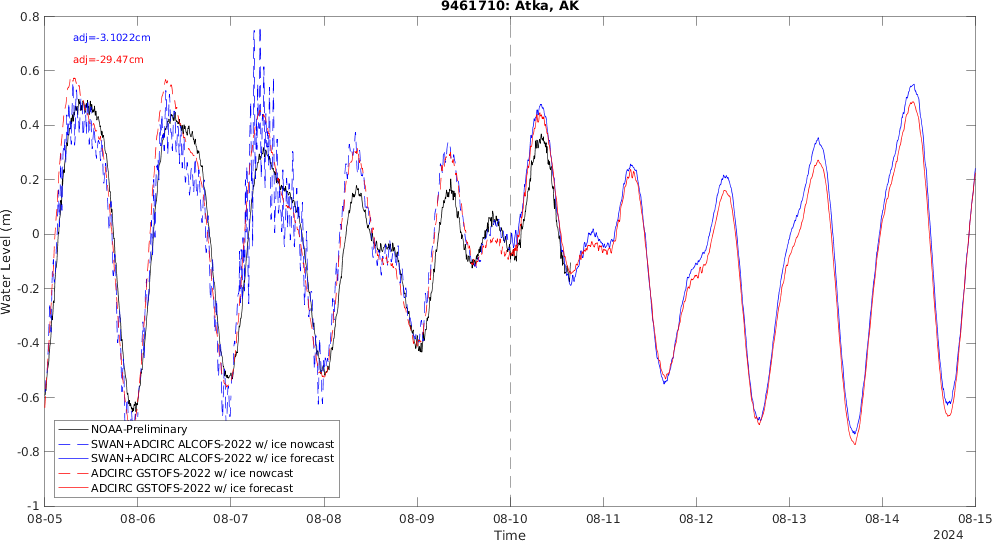 9461710: Atka, AK
adj=-3.1022cm
adj=-29.47cm
Water Level (m)
0.8
0.6
0.4
0.2
0
-0.2
-0.4
-0.6
-0.8
-1
NOAA-Preliminary
SWAN+ADCIRC ALCOFS-2022 w/ ice nowcast
SWAN+ADCIRC ALCOFS-2022 w/ ice forecast
ADCIRC GSTOFS-2022 w/ ice nowcast
ADCIRC GSTOFS-2022 w/ ice forecast
08-05 08-06 08-07 08-08 08-09 08-10 08-11 08-12 08-13 08-14 08-15
Time
2024